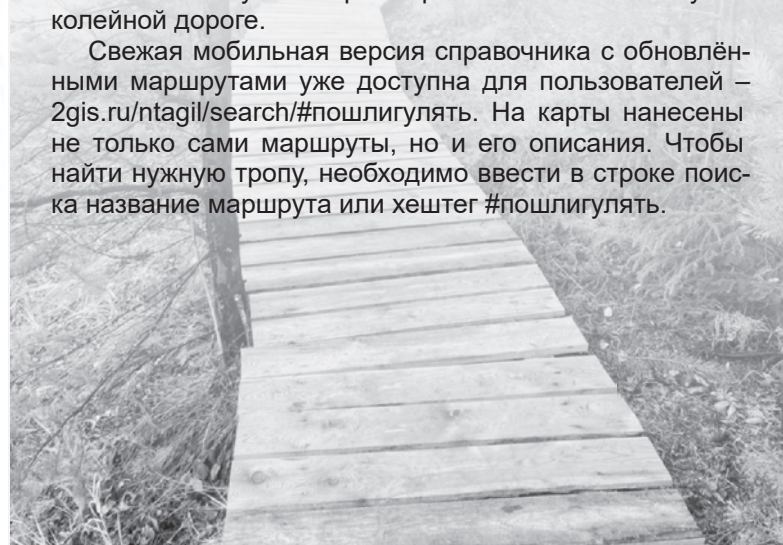 колейной дороге.
Свежая мобильная версия справочника с обновлён-
ными маршрутами уже доступна для пользователей –
2gis.ru/ntagil/search/#пошлигулять. На карты нанесены
не только сами маршруты, но и его описания. Чтобы
найти нужную тропу, необходимо ввести в строке поис-
ка название маршрута или хештег #пошлигулять.